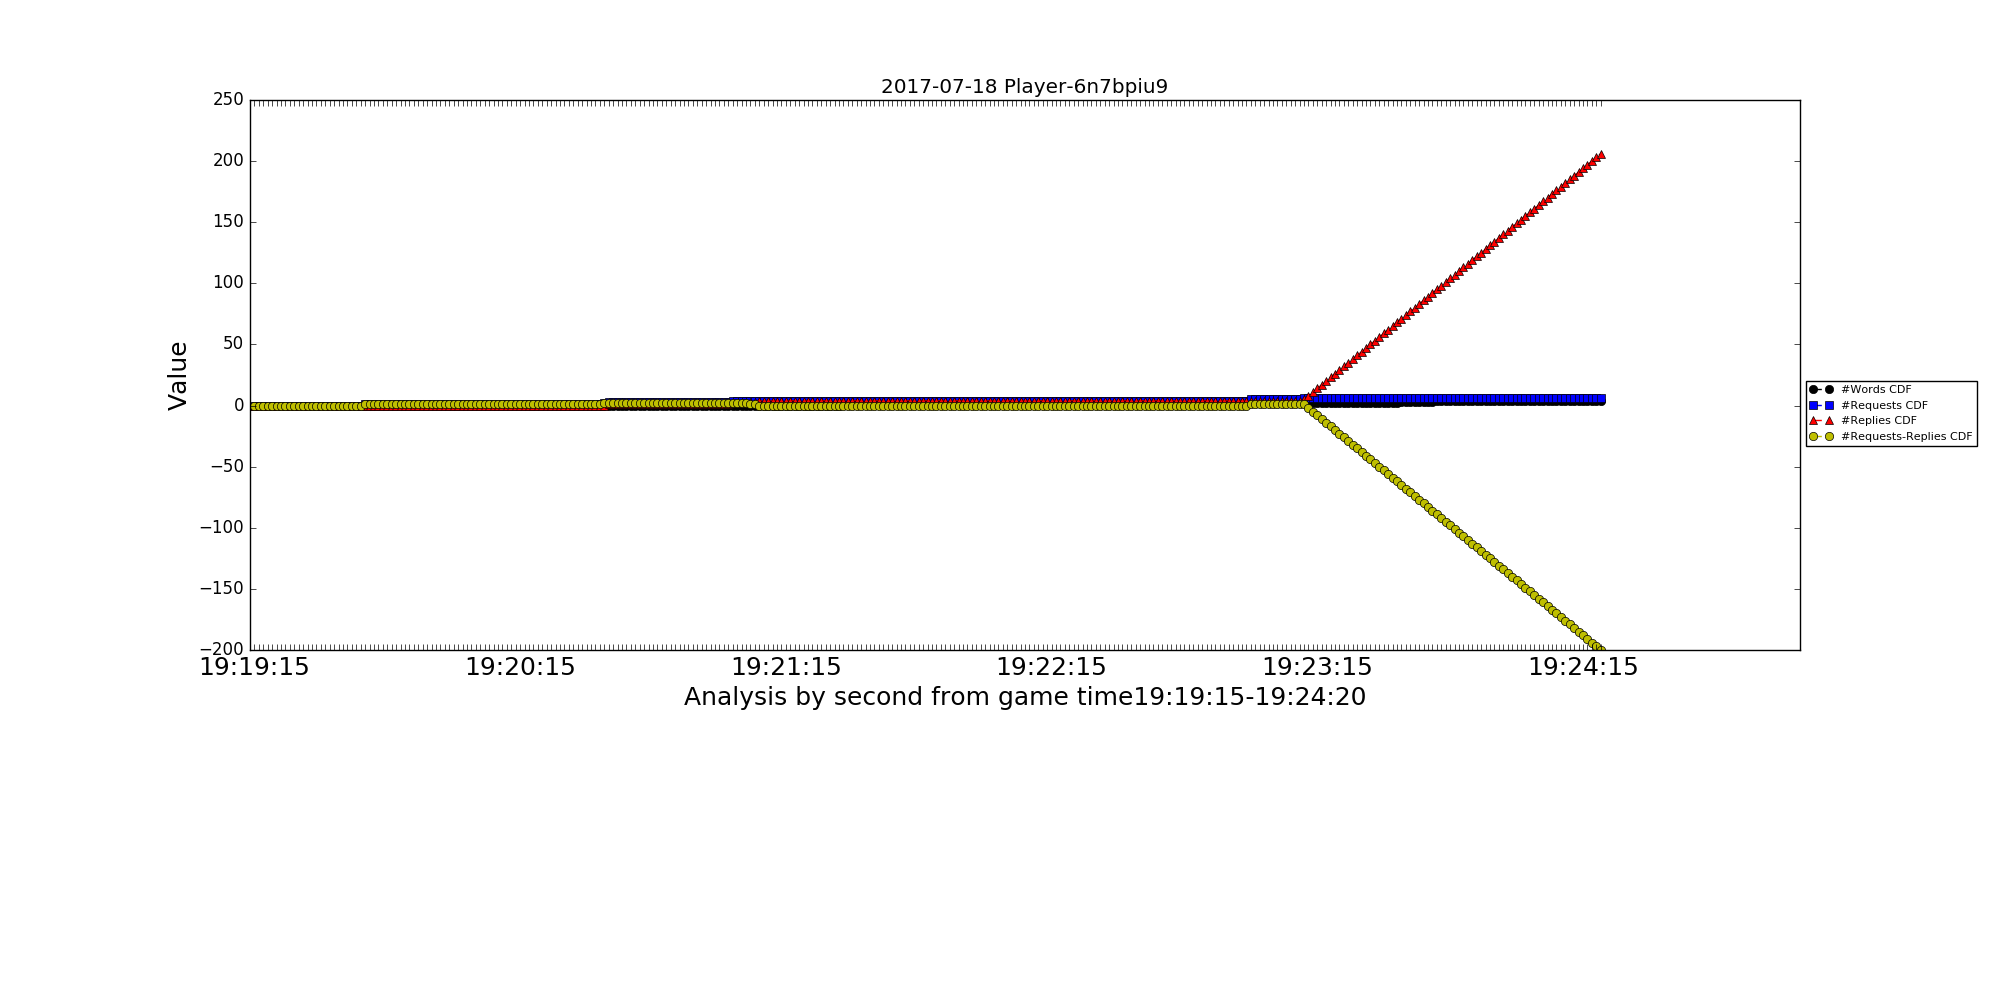 2017-07-18 Player-6n7bpiu9
250
200
150
100
50
0
−50
−100
−150
−200
Value
19:19:15 19:20:15 19:21:15 19:22:15 19:23:15 19:24:15
Analysis by second from game time19:19:15-19:24:20
#Words CDF
#Requests CDF
#Replies CDF
#Requests-Replies CDF